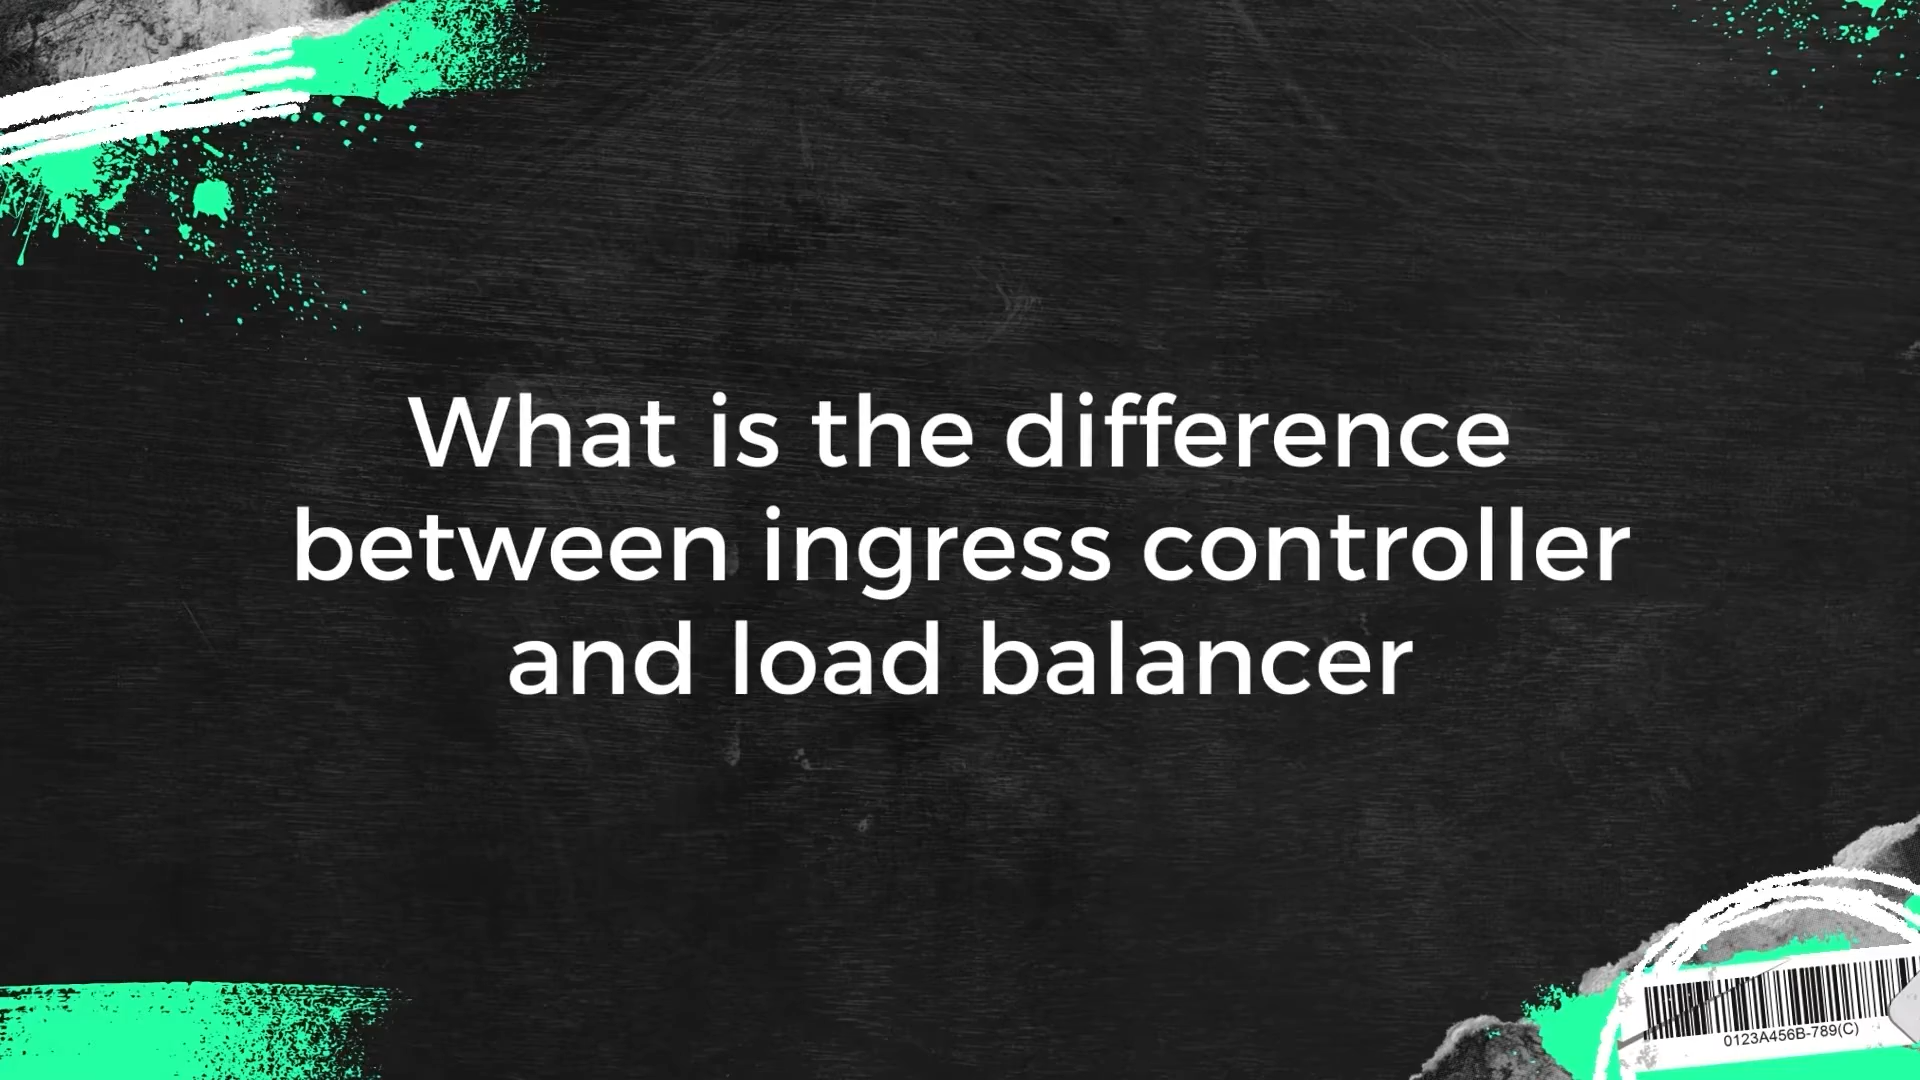 What is the difference
between ingress controller
and load balancer
0123A456B-789(C)